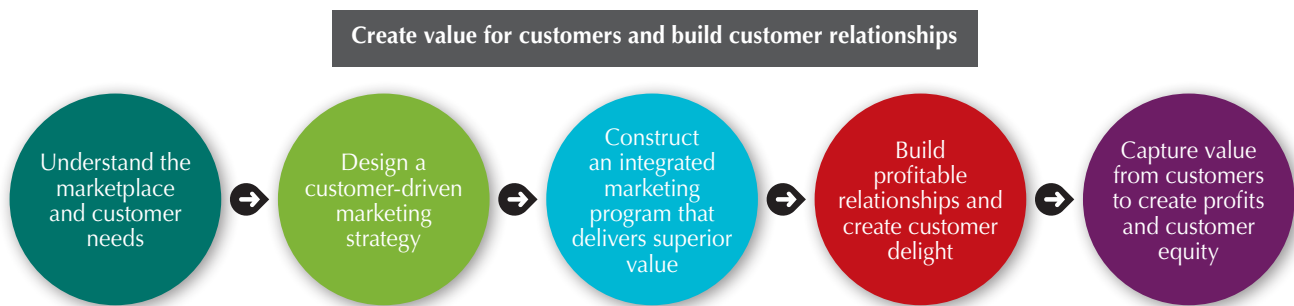 Create value for customers and build customer relationships
Understand the
marketplace
and customer
needs
Design a
customer-driven
marketing
strategy
Construct
an integrated
marketing
program that
delivers superior
value
Build
profitable
relationships and
create customer
delight
Capture value
from customers
to create profits
and customer
equity